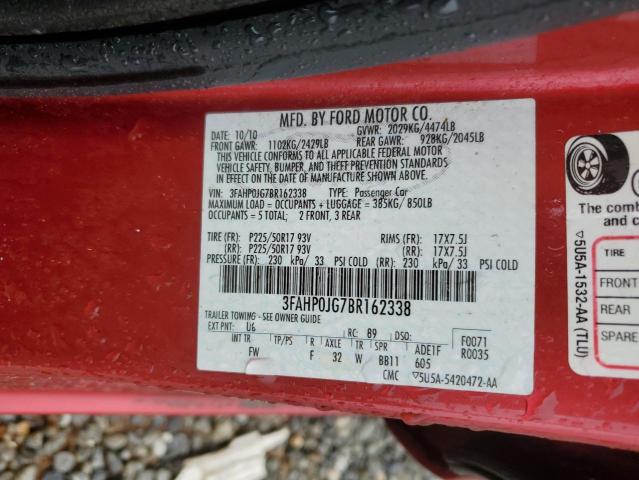 MFD. BY FORD MOTOR CO.
10/10 GVWR: 2029KG/4474LB
FRONT GAWR: 1102KG/2429LB REAR GAWR: 928KG/2045LB
THIS VEHICLE CONFORMS TO ALL APPLICABLE FEDERAL MOTOR
VEHICLE SAFETY, BUMPER, AND THEFT PREVENTION STANDARDS
IN EFFECT ON THE DATE OF MANUFACTURE SHOWN ABOVE.
VIN: 3FAHP0JG7BR162338 TYPE: Passenger Car
MAXIMUM LOAD = OCCUPANTS + LUGGAGE = 385KG/850LB
OCCUPANTS = 5 TOTAL; 2 FRONT, 3 REAR
TIRE (FR): P225/50R17 93V RIMS (FR): 17X7.5J
(RR): P225/50R17 93V (RR): 17X7.5J
PRESSURE (FR): 230 kPa/ 33 PSI COLD (RR): 230 kPa/ 33 PSI COLD
3FAHP0JG7BR162338
TRAILER TOWING - SEE OWNER GUIDE
EXT PNT: U6 RC: 89 DSO: F0071
INT TR TP/PS R AXLE TR SPR ADE1F R0035
FW F 32 W BB11 605
CMC ▽5U5A-5420472-AA
▽5U5A-1532-AA (TLU)
The com
TIRE
FRONT
REAR
SPARE